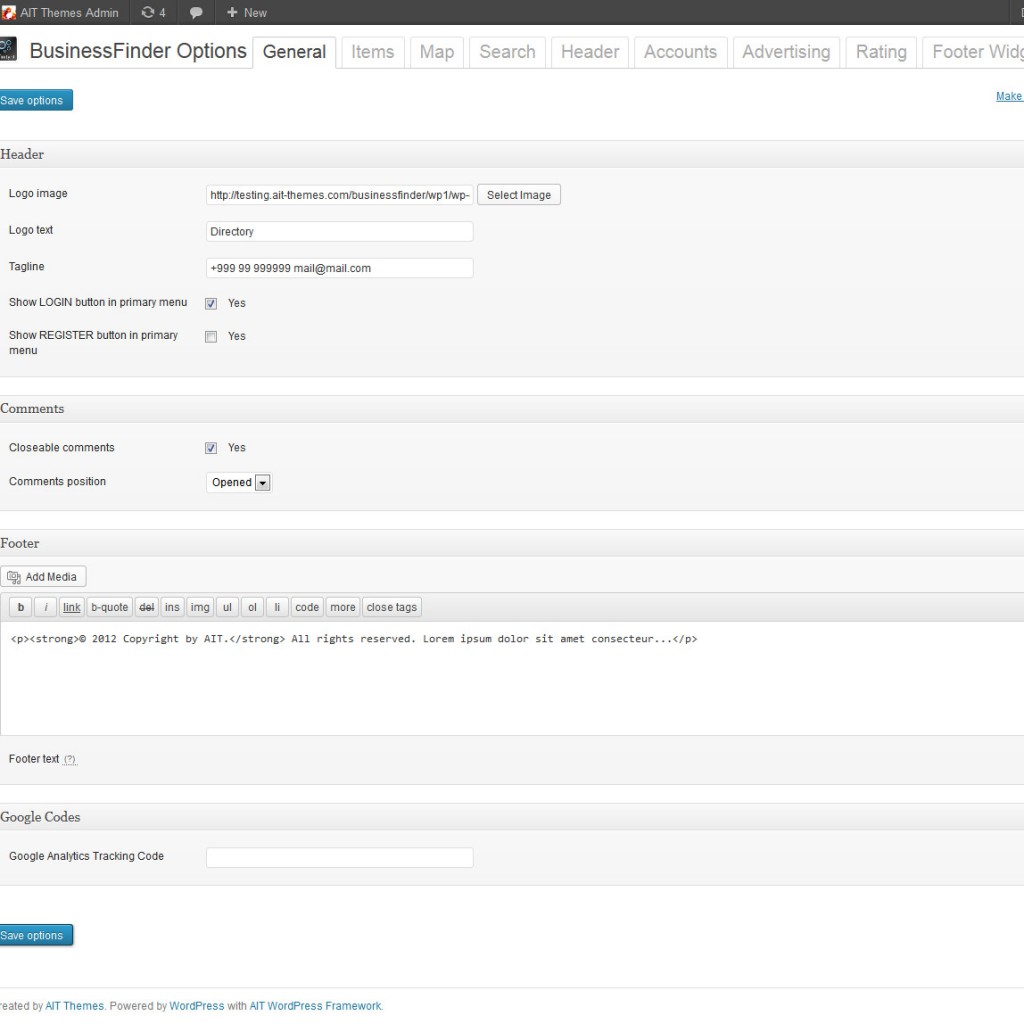 AIT Themes Admin 4 New
BusinessFinder Options General Items Map Search Header Accounts Advertising Rating Footer Widg
Save options Make
Header
Logo image http://testing.ait-themes.com/businessfinder/wp1/wp- Select Image
Logo text Directory
Tagline +999 99 999999 mail@mail.com
Show LOGIN button in primary menu Yes
Show REGISTER button in primary Yes
menu
Comments
Closeable comments Yes
Comments position Opened
Footer
Add Media
b i link b-quote del ins img ul ol li code more close tags
<p><strong>© 2012 Copyright by AIT.</strong> All rights reserved. Lorem ipsum dolor sit amet consecteur...</p>
Footer text (?)
Google Codes
Google Analytics Tracking Code
Save options
reated by AIT Themes. Powered by WordPress with AIT WordPress Framework.